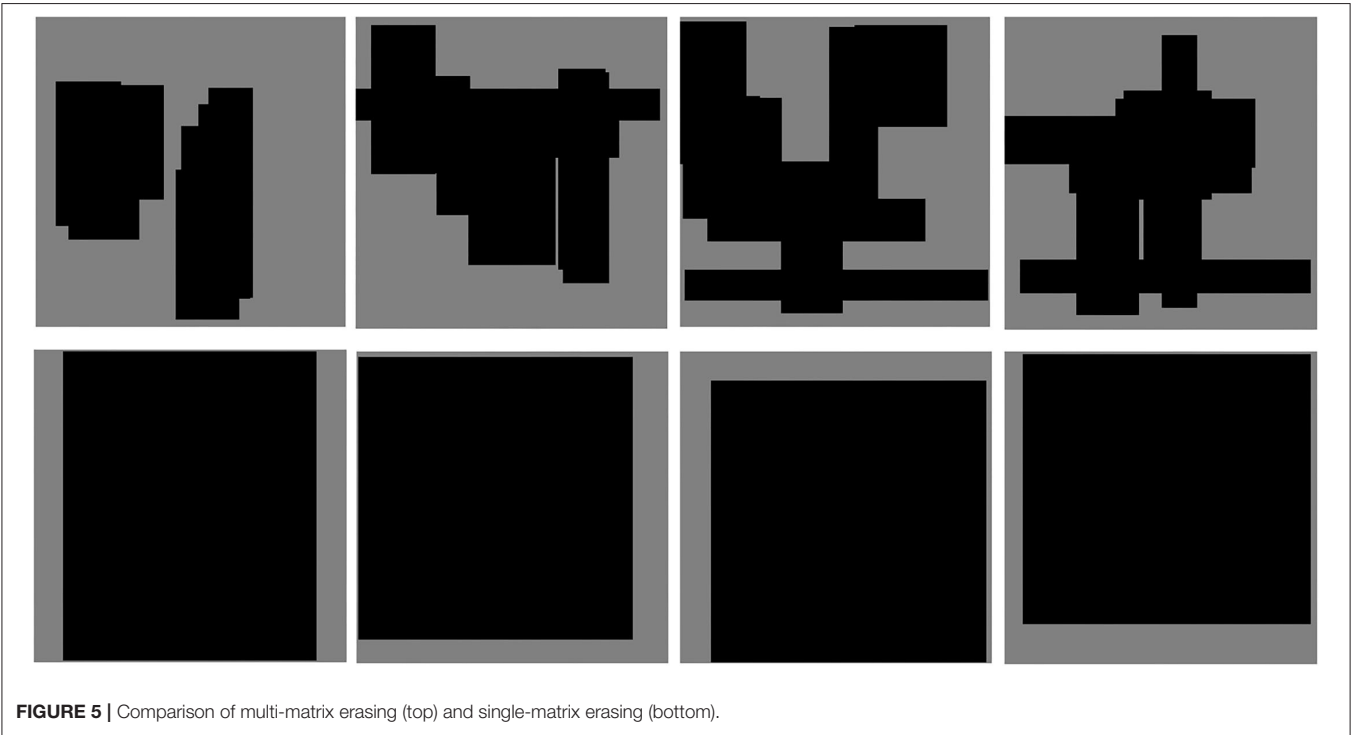 FIGURE 5 | Comparison of multi-matrix erasing (top) and single-matrix erasing (bottom).